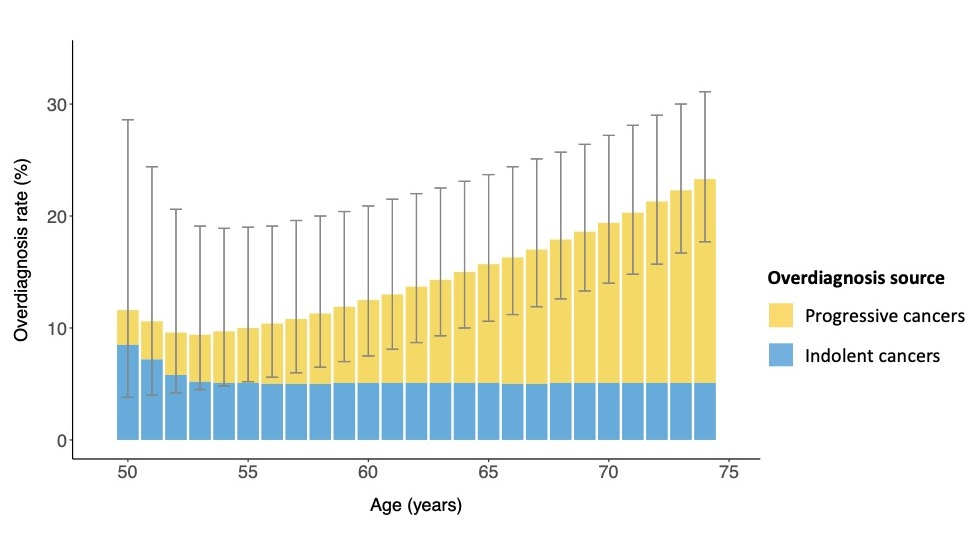 Overdiagnosis rate (%)
30
20
10
0
50 55 60 65 70 75
Age (years)
Overdiagnosis source
Progressive cancers
Indolent cancers